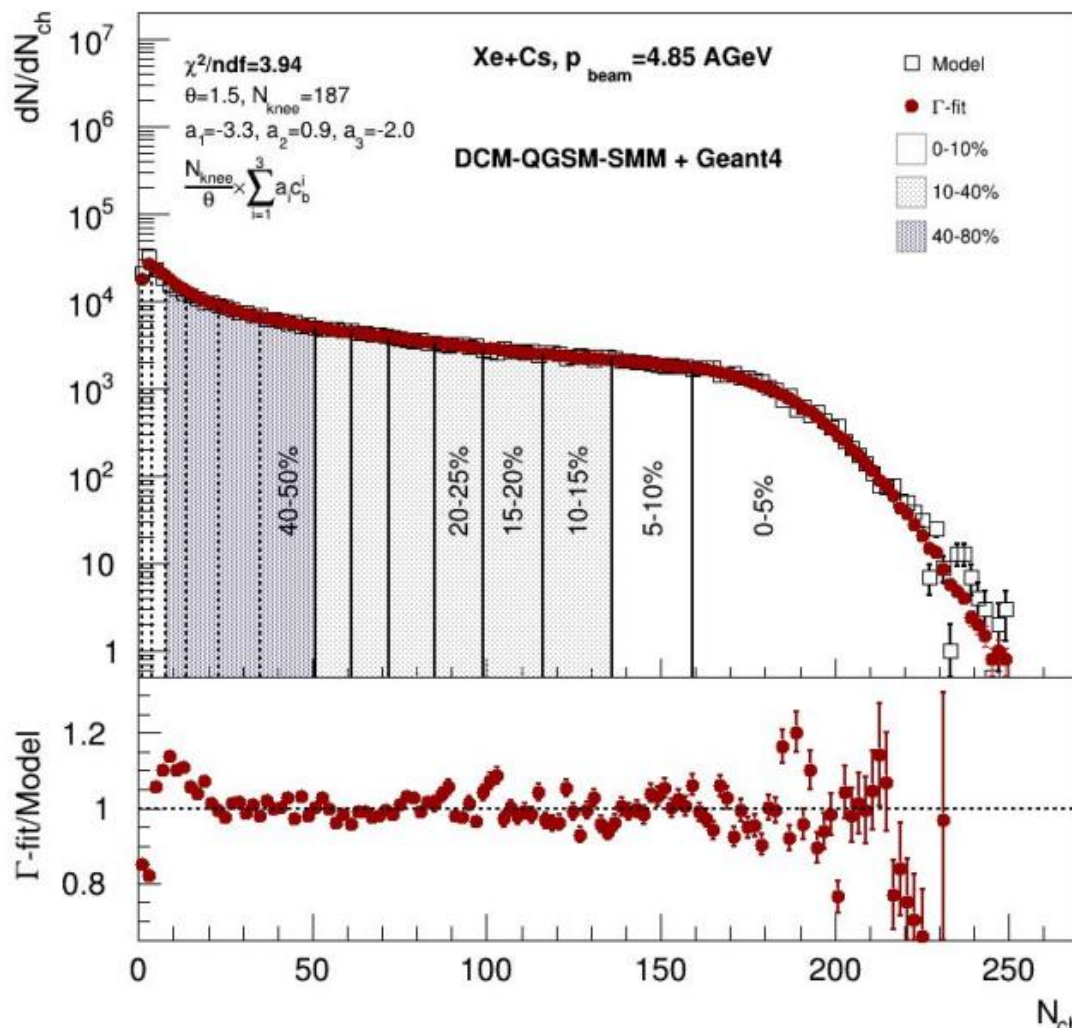 dN/dN_ch
10^7
10^6
10^5
10^4
10^3
10^2
10
1
χ²/ndf=3.94
θ=1.5, N_knee=187
a_1=-3.3, a_2=0.9, a_3=-2.0
N_knee/θ × Σ_{i=1}^{3} a_i c_b^i
Xe+Cs, p_beam=4.85 AGeV
DCM-QGSM-SMM + Geant4
Model
Γ-fit
0-10%
10-40%
40-80%
40-50%
20-25%
15-20%
10-15%
5-10%
0-5%
Γ-fit/Model
1.2
1
0.8
0 50 100 150 200 250